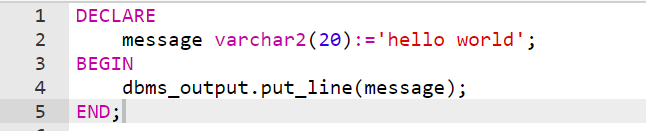 1 DECLARE
2     message varchar2(20):='hello world';
3 BEGIN
4     dbms_output.put_line(message);
5 END;